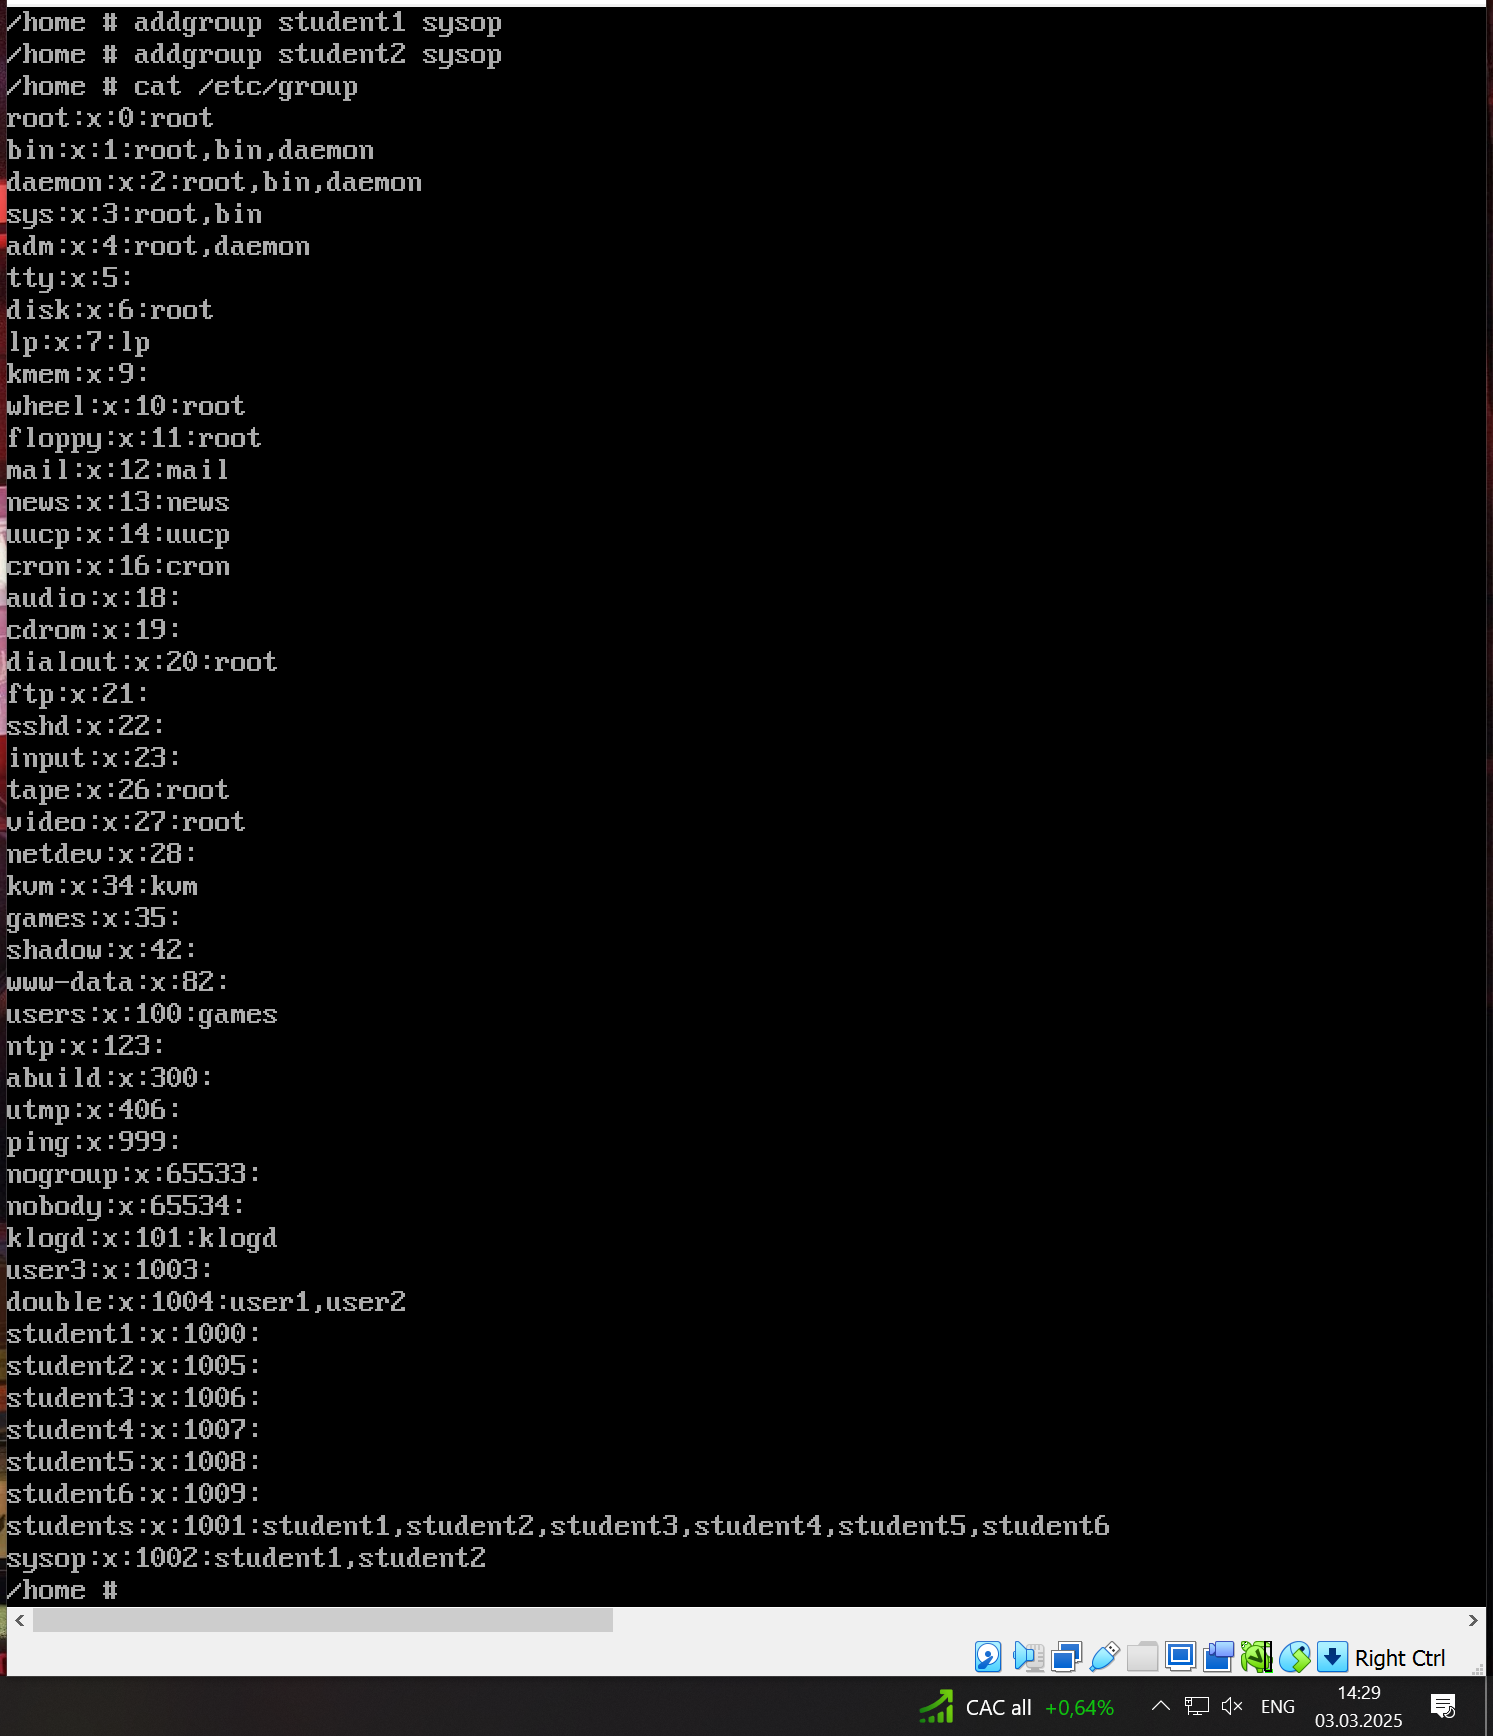 /home # addgroup student1 sysop
/home # addgroup student2 sysop
/home # cat /etc/group
root:x:0:root
bin:x:1:root,bin,daemon
daemon:x:2:root,bin,daemon
sys:x:3:root,bin
adm:x:4:root,daemon
tty:x:5:
disk:x:6:root
lp:x:7:lp
kmem:x:9:
wheel:x:10:root
floppy:x:11:root
mail:x:12:mail
news:x:13:news
uucp:x:14:uucp
cron:x:16:cron
audio:x:18:
cdrom:x:19:
dialout:x:20:root
ftp:x:21:
sshd:x:22:
input:x:23:
tape:x:26:root
video:x:27:root
netdev:x:28:
kvm:x:34:kvm
games:x:35:
shadow:x:42:
www-data:x:82:
users:x:100:games
ntp:x:123:
abuild:x:300:
utmp:x:406:
ping:x:999:
nogroup:x:65533:
nobody:x:65534:
klogd:x:101:klogd
user3:x:1003:
double:x:1004:user1,user2
student1:x:1000:
student2:x:1005:
student3:x:1006:
student4:x:1007:
student5:x:1008:
student6:x:1009:
students:x:1001:student1,student2,student3,student4,student5,student6
sysop:x:1002:student1,student2
/home #
Right Ctrl
CAC all +0,64% ENG 14:29
03.03.2025